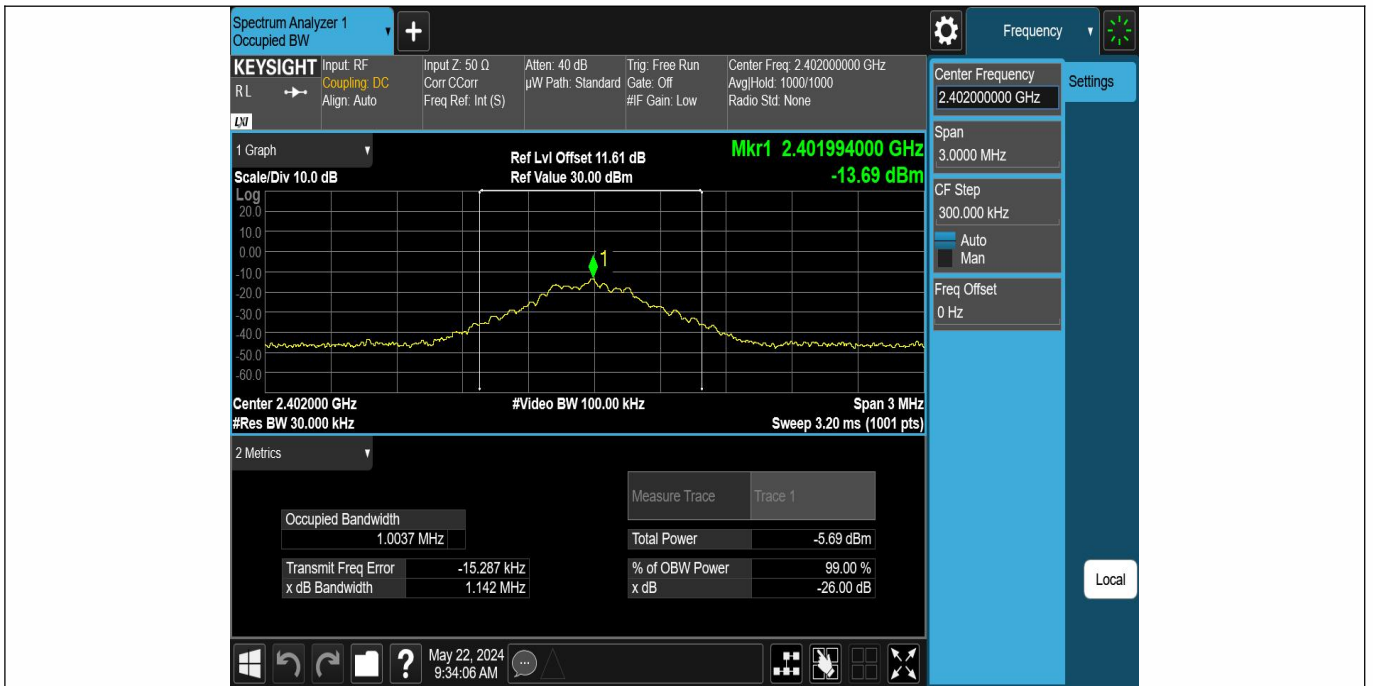 Spectrum Analyzer 1
Occupied BW
+
Frequency
KEYSIGHT
RL
LXI
Input: RF
Coupling: DC
Align: Auto
Input Z: 50 Ω
Corr CCorr
Freq Ref: Int (S)
Atten: 40 dB
µW Path: Standard
Trig: Free Run
Gate: Off
#IF Gain: Low
Center Freq: 2.402000000 GHz
Avg|Hold: 1000/1000
Radio Std: None
Center Frequency
2.402000000 GHz
Settings
Span
3.0000 MHz
CF Step
300.000 kHz
Auto
Man
Freq Offset
0 Hz
Local
1 Graph
Scale/Div 10.0 dB
Ref Lvl Offset 11.61 dB
Ref Value 30.00 dBm
Mkr1 2.401994000 GHz
-13.69 dBm
Log
20.0
10.0
0.00
-10.0
-20.0
-30.0
-40.0
-50.0
-60.0
1
Center 2.402000 GHz
#Video BW 100.00 kHz
Span 3 MHz
#Res BW 30.000 kHz
Sweep 3.20 ms (1001 pts)
2 Metrics
Measure Trace Trace 1
Occupied Bandwidth
1.0037 MHz
Total Power -5.69 dBm
Transmit Freq Error -15.287 kHz
% of OBW Power 99.00 %
x dB Bandwidth 1.142 MHz
x dB -26.00 dB
?
May 22, 2024
9:34:06 AM